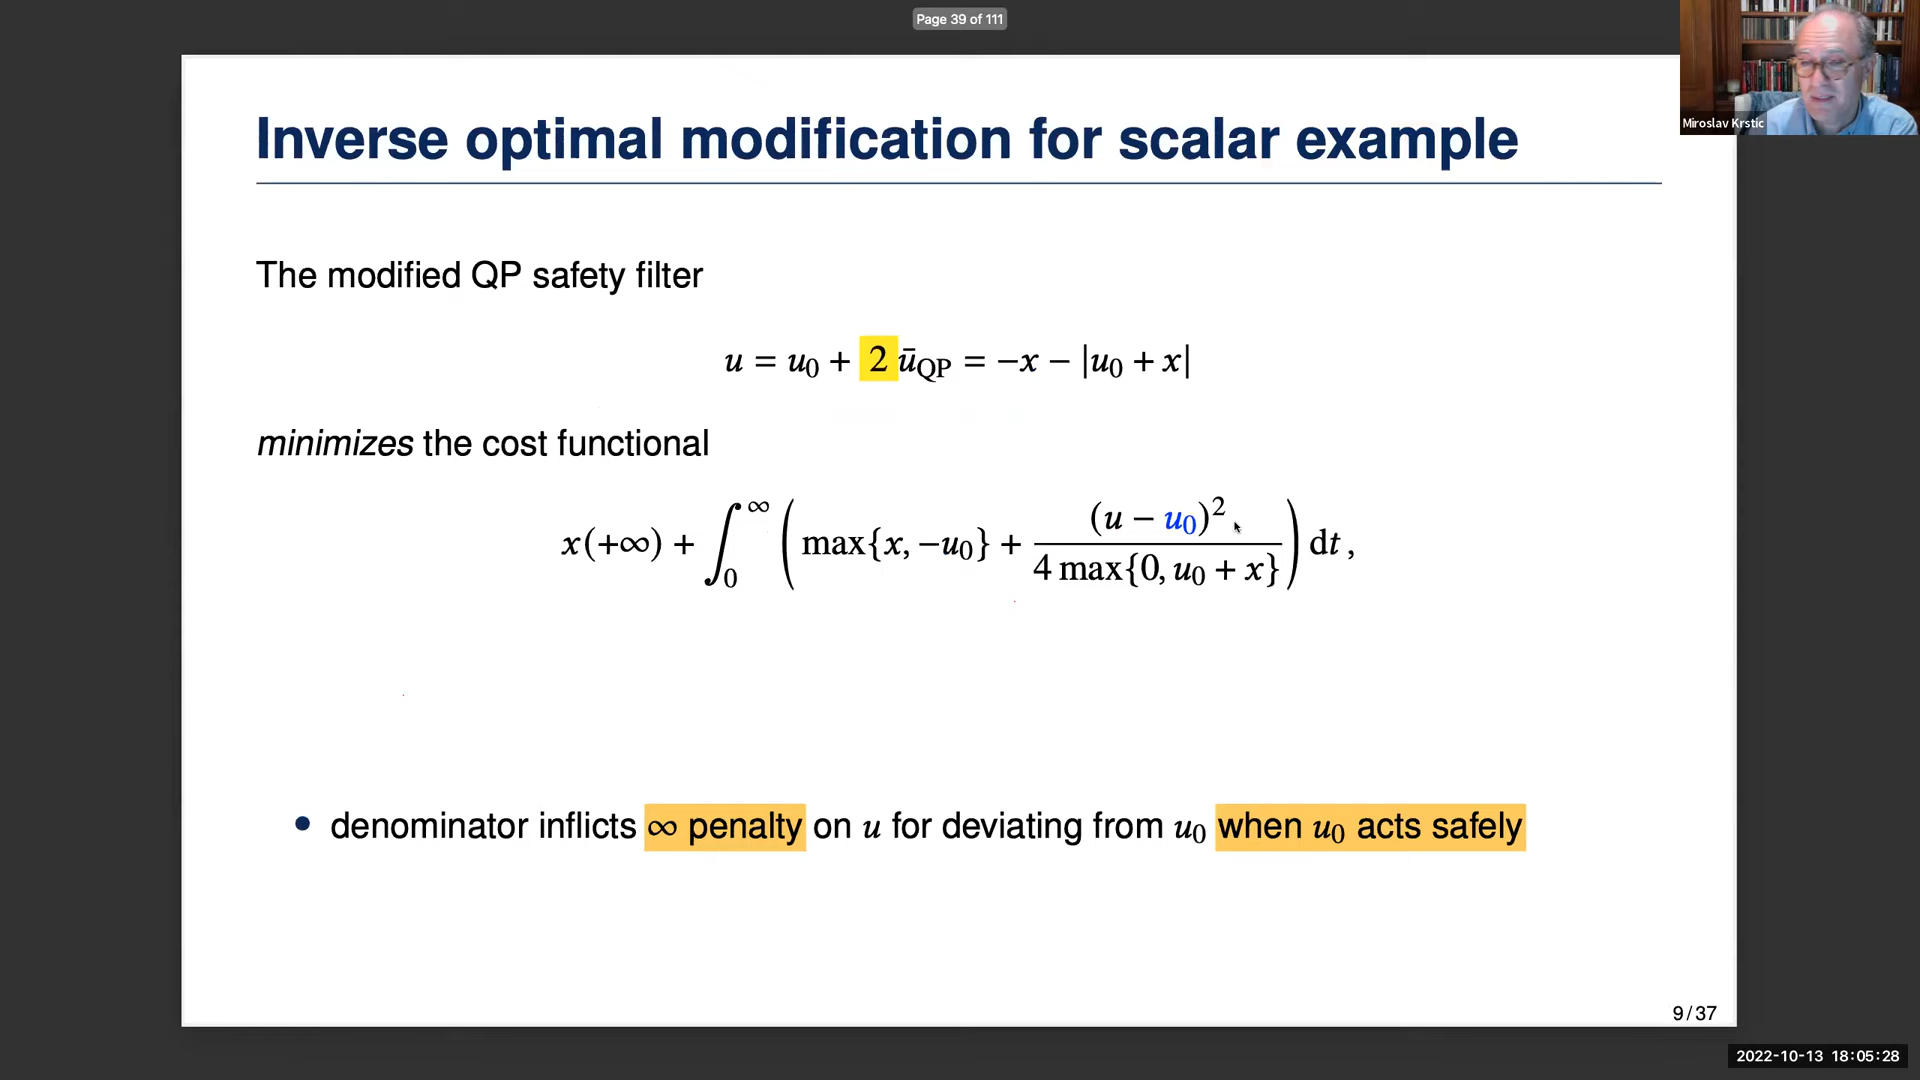 Page 39 of 111
Miroslav Krstic
Inverse optimal modification for scalar example
The modified QP safety filter
u = u₀ + 2 ūQP = −x − |u₀ + x|
minimizes the cost functional
x(+∞) + ∫₀^∞ ( max{x, −u₀} + (u − u₀)² / 4 max{0, u₀ + x} ) dt ,
• denominator inflicts ∞ penalty on u for deviating from u₀ when u₀ acts safely
9 / 37
2022-10-13 18:05:28